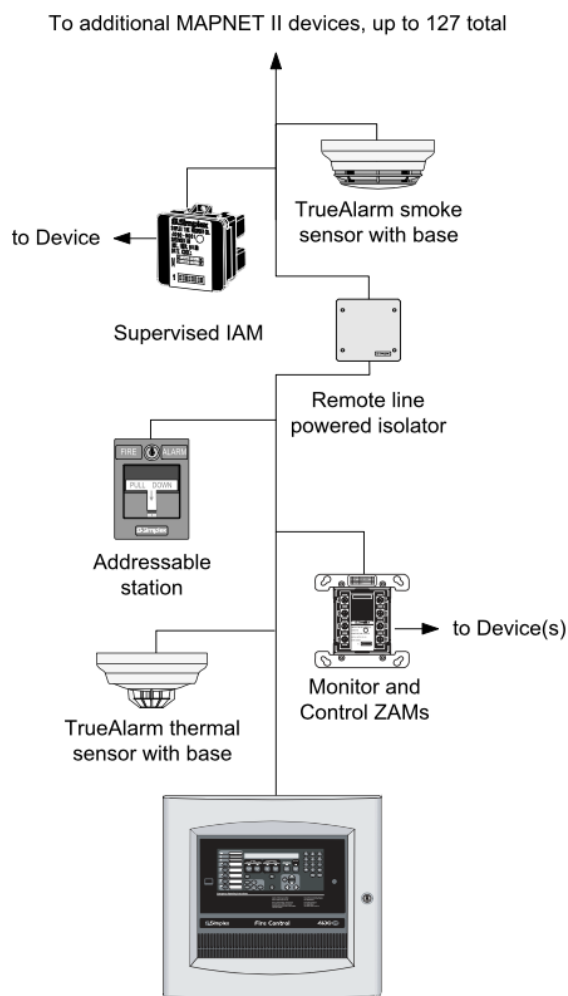 To additional MAPNET II devices, up to 127 total
TrueAlarm smoke
sensor with base
to Device
Supervised IAM
Remote line
powered isolator
FIRE ALARM
PULL DOWN
Simplex
Addressable
station
to Device(s)
Monitor and
Control ZAMs
TrueAlarm thermal
sensor with base
Simplex Fire Control